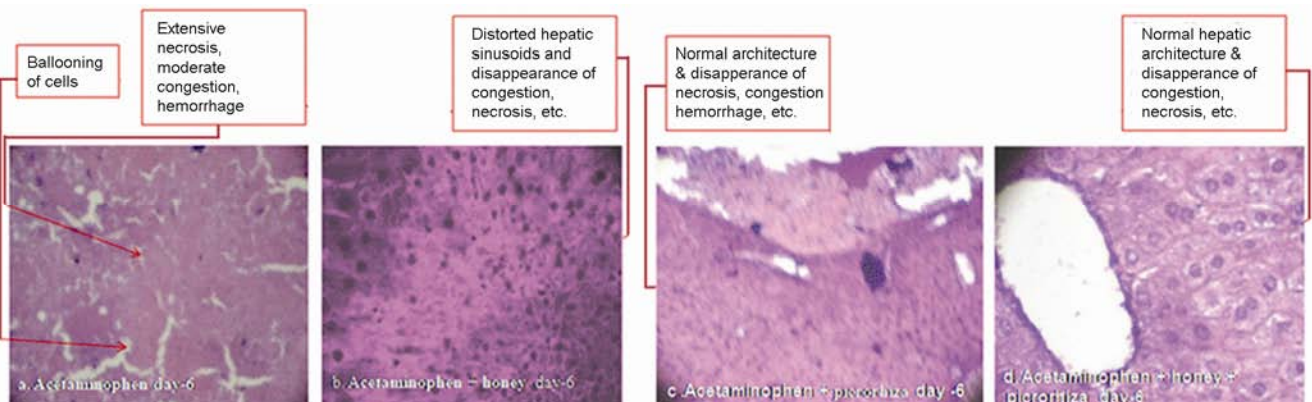 Ballooning
of cells
Extensive
necrosis,
moderate
congestion,
hemorrhage
Distorted hepatic
sinusoids and
disappearance of
congestion,
necrosis, etc.
Normal architecture
& disapperance of
necrosis, congestion
hemorrhage, etc.
Normal hepatic
architecture &
disapperance of
congestion,
necrosis, etc.
a. Acetaminophen day-6
b. Acetaminophen + honey day-6
c. Acetaminophen + picrorhiza day -6
d. Acetaminophen + honey +
picrorhiza day-6